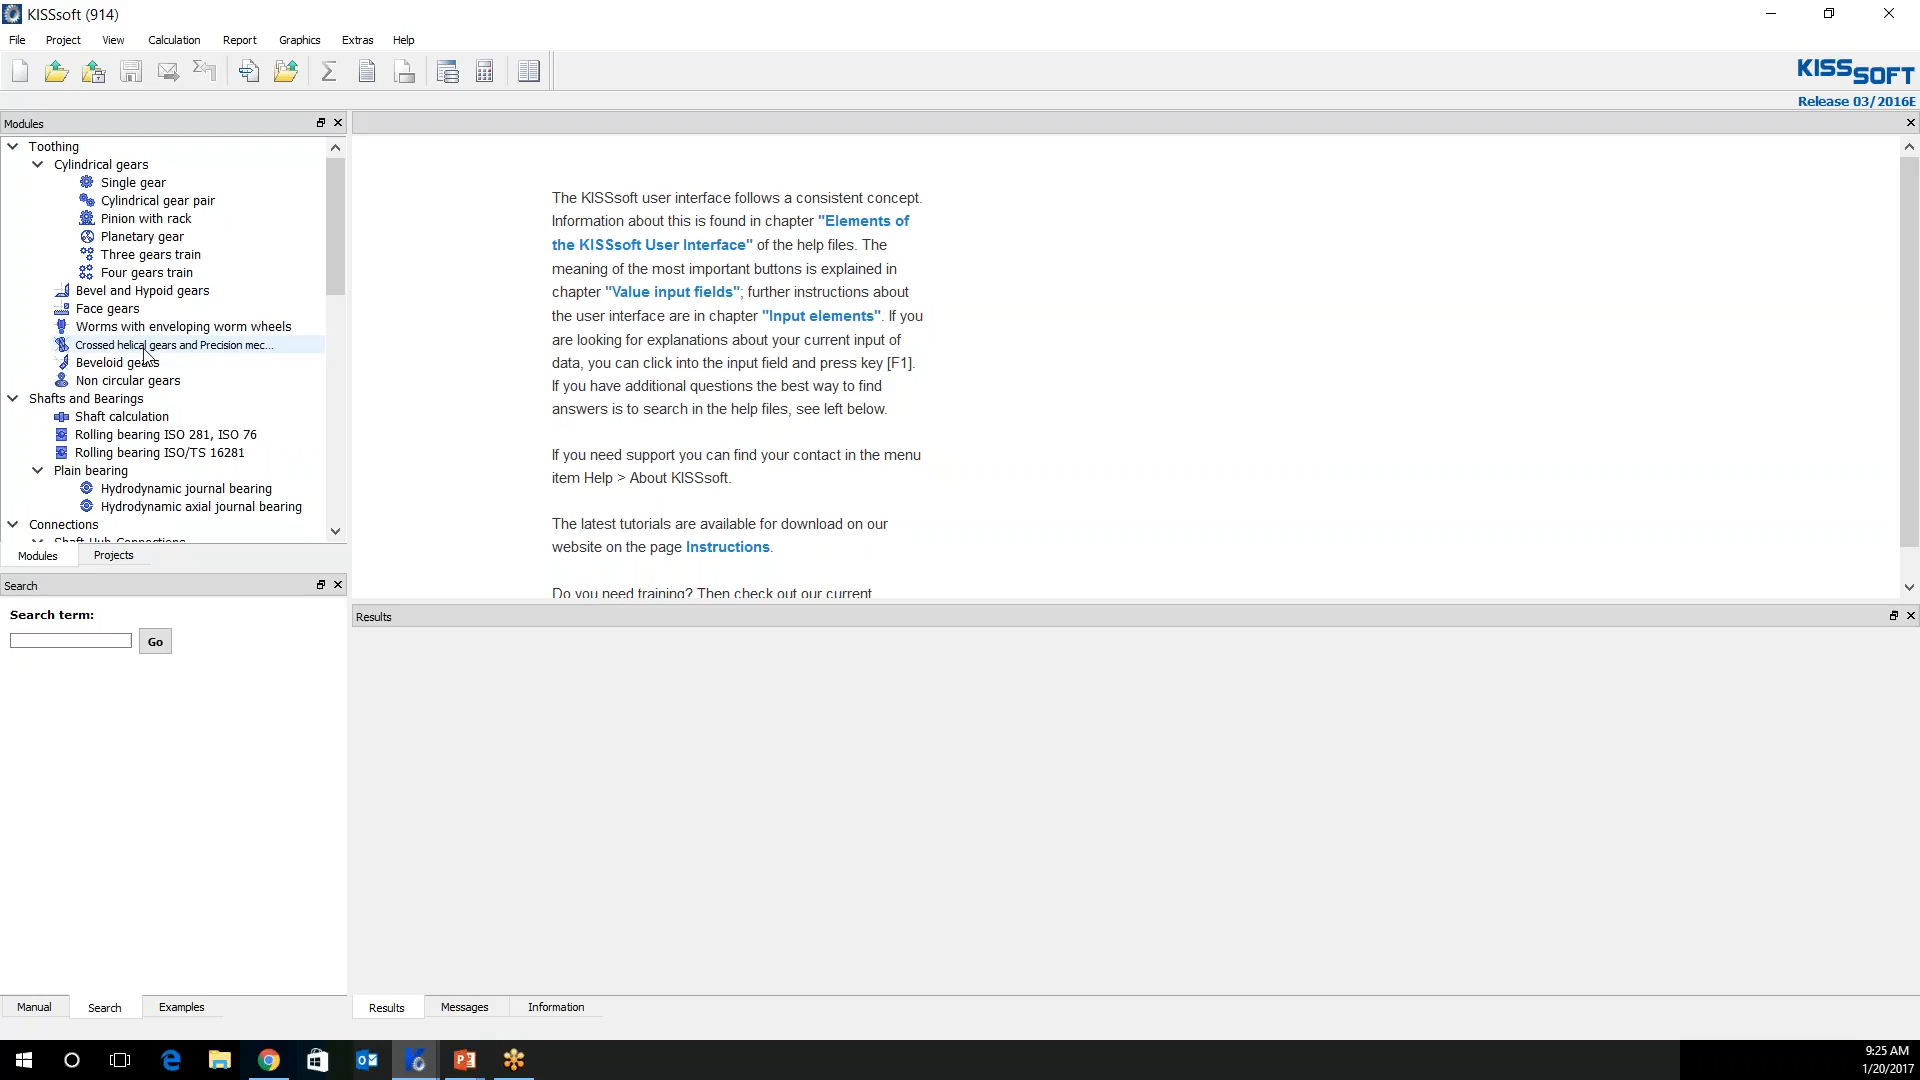 KISSsoft (914)
File Project View Calculation Report Graphics Extras Help
KISSSOFT
Release 03/2016E
Modules
Toothing
Cylindrical gears
Single gear
Cylindrical gear pair
Pinion with rack
Planetary gear
Three gears train
Four gears train
Bevel and Hypoid gears
Face gears
Worms with enveloping worm wheels
Crossed helical gears and Precision mec...
Beveloid gears
Non circular gears
Shafts and Bearings
Shaft calculation
Rolling bearing ISO 281, ISO 76
Rolling bearing ISO/TS 16281
Plain bearing
Hydrodynamic journal bearing
Hydrodynamic axial journal bearing
Connections
Shaft-Hub-Connections
Modules Projects
Search
Search term:
Go
Manual Search Examples
The KISSsoft user interface follows a consistent concept.
Information about this is found in chapter "Elements of
the KISSsoft User Interface" of the help files. The
meaning of the most important buttons is explained in
chapter "Value input fields"; further instructions about
the user interface are in chapter "Input elements". If you
are looking for explanations about your current input of
data, you can click into the input field and press key [F1].
If you have additional questions the best way to find
answers is to search in the help files, see left below.
If you need support you can find your contact in the menu
item Help > About KISSsoft.
The latest tutorials are available for download on our
website on the page Instructions.
Do you need training? Then check out our current
Results
Results Messages Information
9:25 AM
1/20/2017